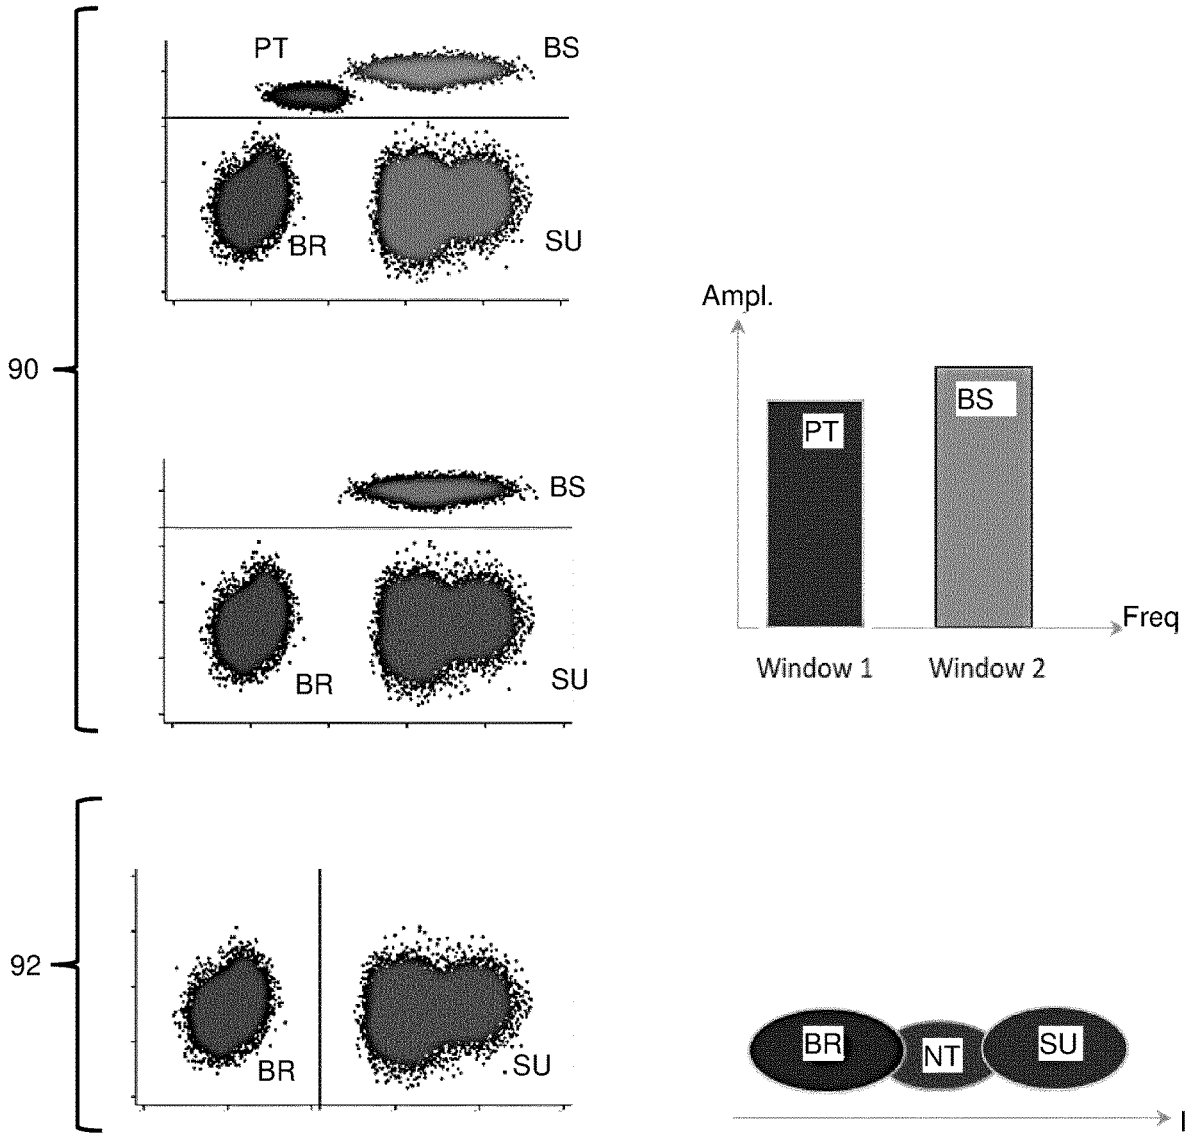 PT BS
BR SU
90
Ampl.
PT BS
Freq
Window 1 Window 2
BS
BR SU
92
BR SU
BR NT SU
I